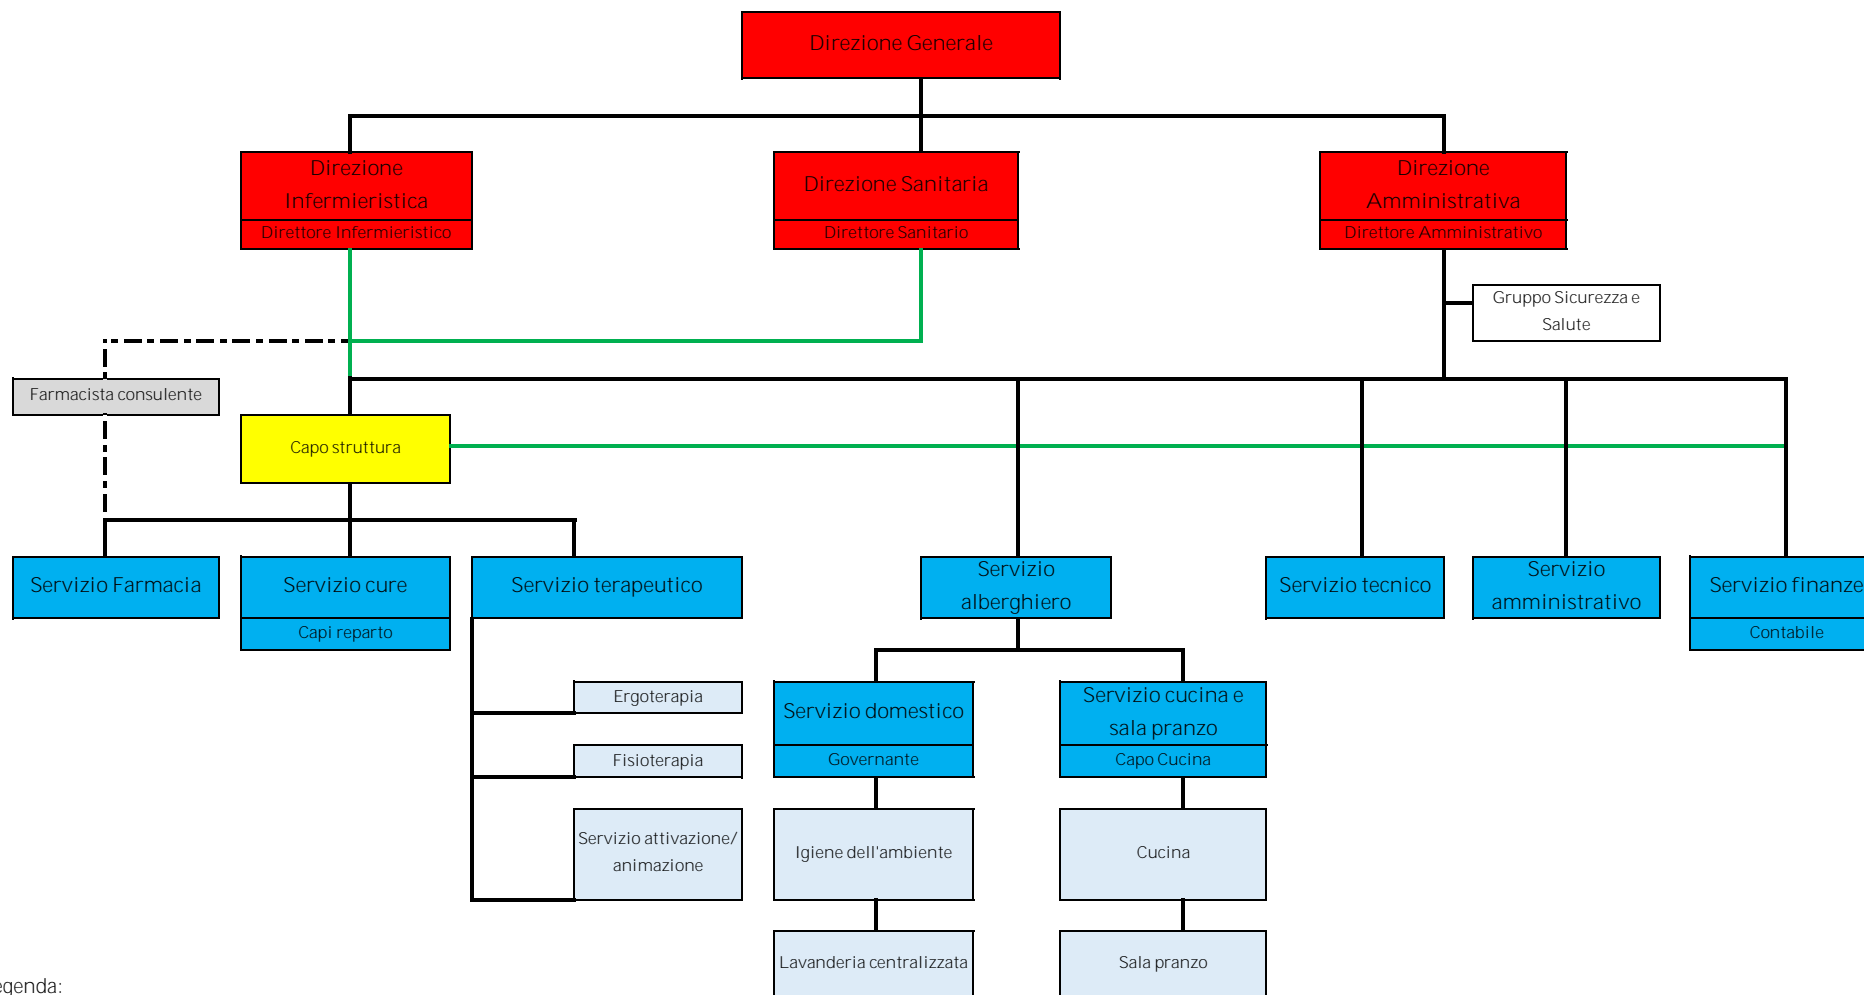 Direzione Generale
Direzione
Infermieristica
Direttore Infermieristico
Direzione Sanitaria
Direttore Sanitario
Direzione
Amministrativa
Direttore Amministrativo
Gruppo Sicurezza e
Salute
Farmacista consulente
Capo struttura
Servizio Farmacia
Servizio cure
Capi reparto
Servizio terapeutico
Servizio
alberghiero
Servizio tecnico
Servizio
amministrativo
Servizio finanze
Contabile
Ergoterapia
Fisioterapia
Servizio attivazione/
animazione
Servizio domestico
Governante
Servizio cucina e
sala pranzo
Capo Cucina
Igiene dell'ambiente
Cucina
Lavanderia centralizzata
Sala pranzo
egenda: